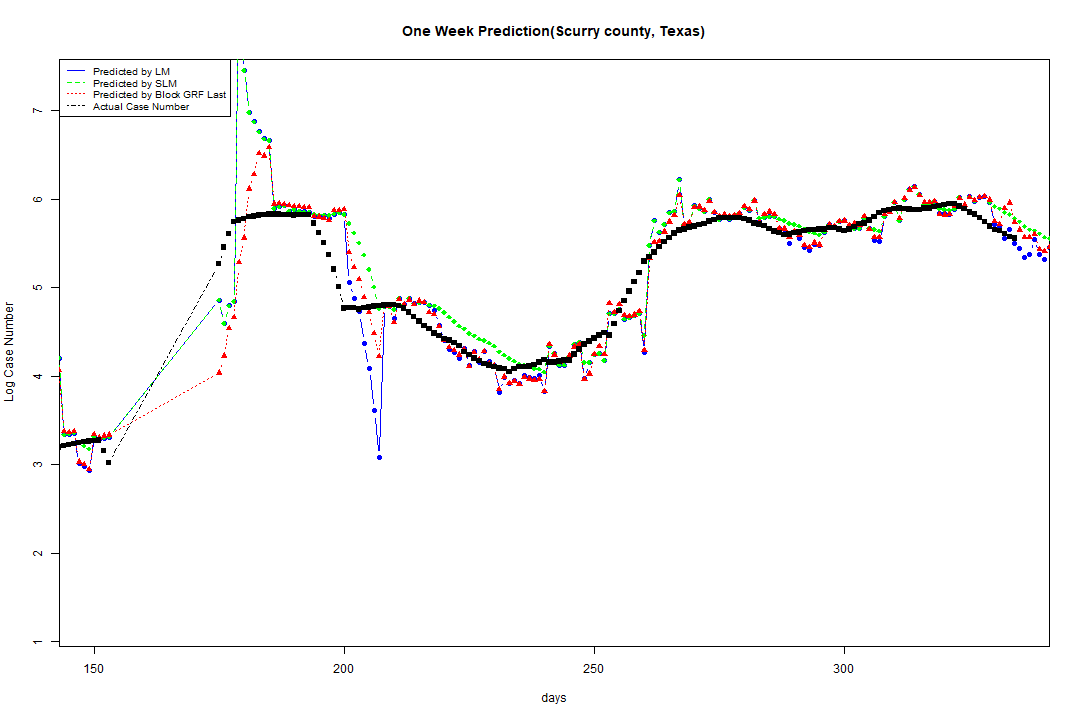 One Week Prediction(Scurry county, Texas)
Predicted by LM
Predicted by SLM
Predicted by Block GRF Last
Actual Case Number
Log Case Number
7
6
5
4
3
2
1
150 200 250 300
days